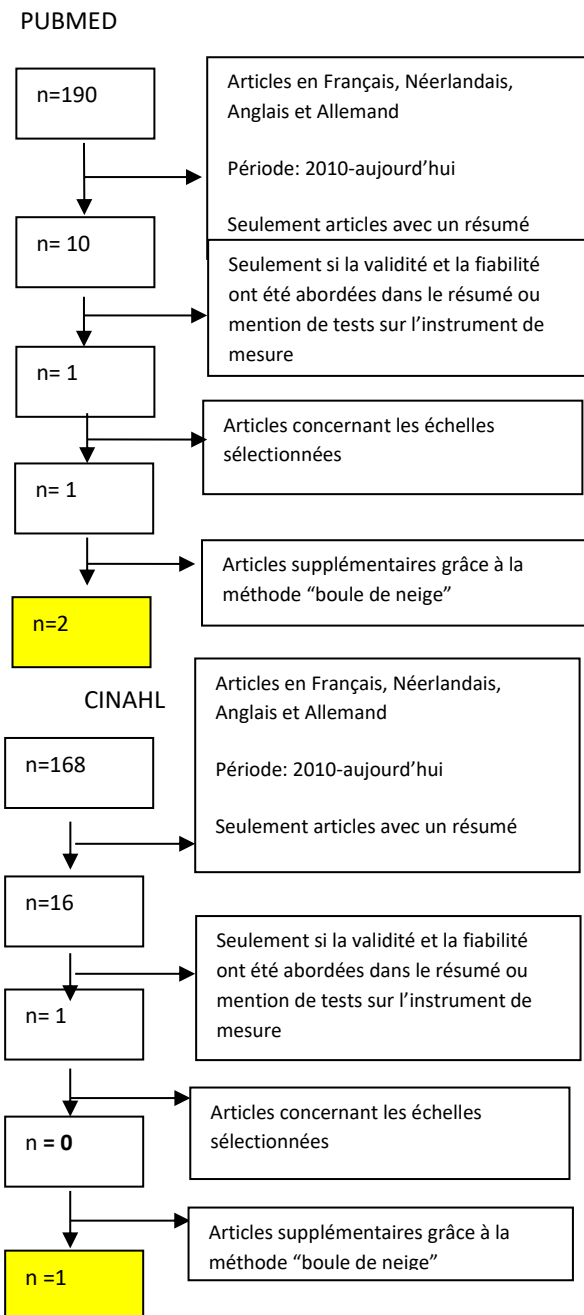 PUBMED
n=190
Articles en Français, Néerlandais,
Anglais et Allemand
Période: 2010-aujourd’hui
Seulement articles avec un résumé
n= 10
Seulement si la validité et la fiabilité
ont été abordées dans le résumé ou
mention de tests sur l’instrument de
mesure
n= 1
Articles concernant les échelles
sélectionnées
n= 1
Articles supplémentaires grâce à la
méthode “boule de neige”
n=2
CINAHL
Articles en Français, Néerlandais,
Anglais et Allemand
n=168
Période: 2010-aujourd’hui
Seulement articles avec un résumé
n=16
Seulement si la validité et la fiabilité
ont été abordées dans le résumé ou
mention de tests sur l’instrument de
mesure
n= 1
Articles concernant les échelles
sélectionnées
n = 0
Articles supplémentaires grâce à la
méthode “boule de neige”
n =1